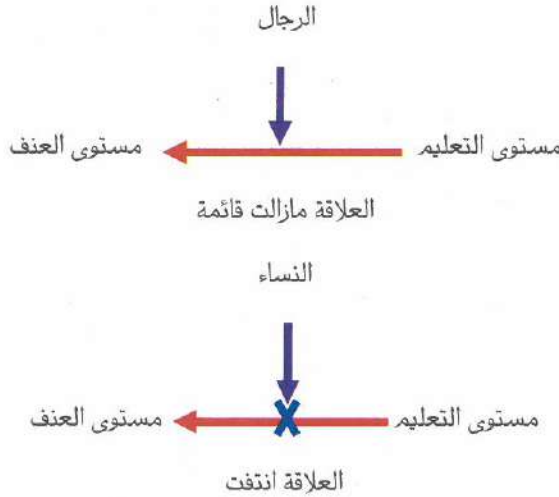 الرجال
مستوى التعليم مستوى العنف
العلاقة مازالت قائمة
النساء
مستوى التعليم مستوى العنف
العلاقة انتفت